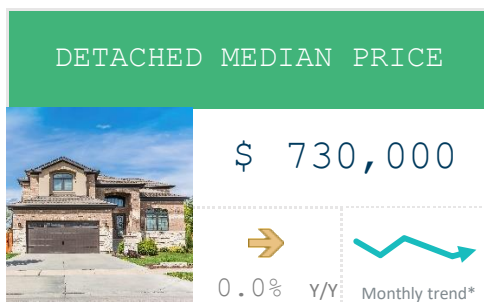 DETACHED MEDIAN PRICE
$ 730,000
0.0% Y/Y
Monthly trend*